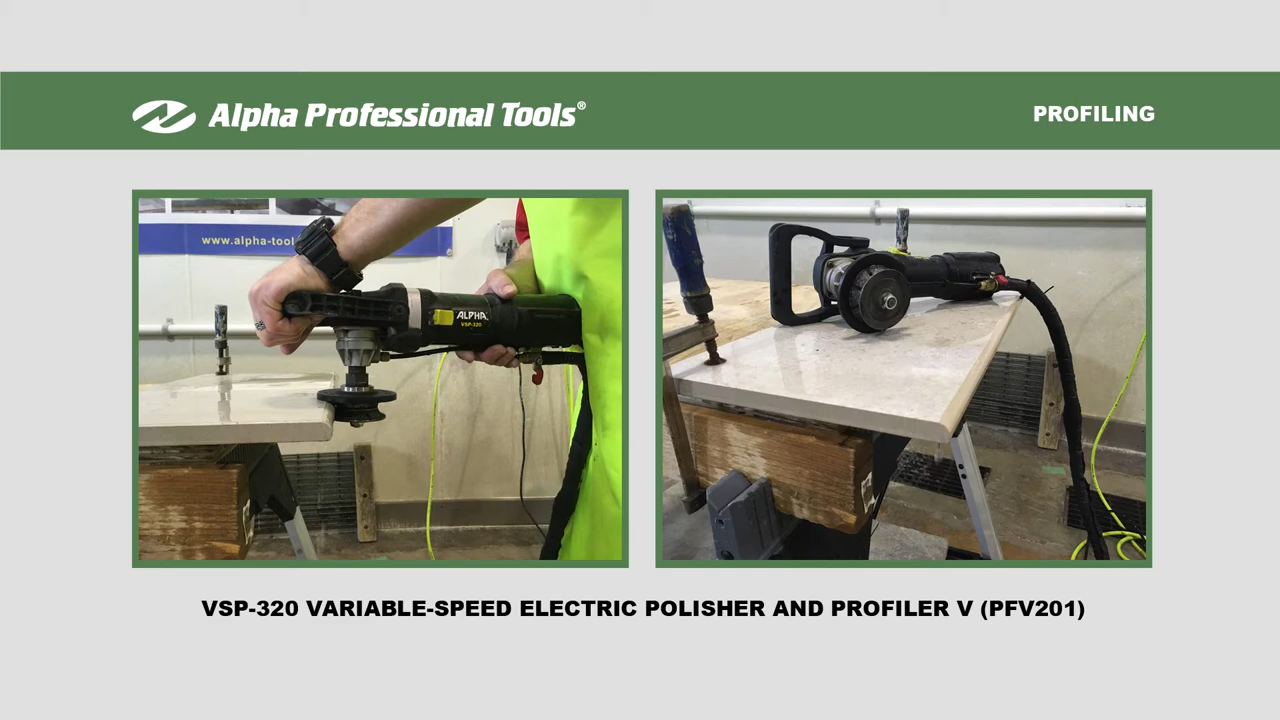 Alpha Professional Tools®
PROFILING
www.alpha-tool
ALPHA
VSP-320
VSP-320 VARIABLE-SPEED ELECTRIC POLISHER AND PROFILER V (PFV201)